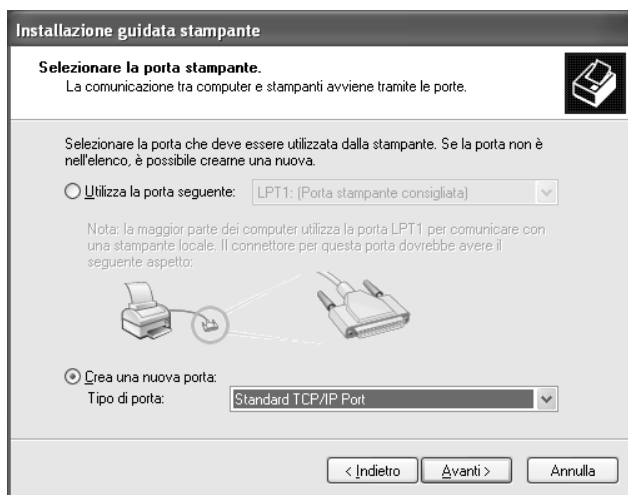 Installazione guidata stampante
Selezionare la porta stampante.
La comunicazione tra computer e stampanti avviene tramite le porte.
Selezionare la porta che deve essere utilizzata dalla stampante. Se la porta non è
nell'elenco, è possibile crearne una nuova.
Utilizza la porta seguente: LPT1: (Porta stampante consigliata)
Nota: la maggior parte dei computer utilizza la porta LPT1 per comunicare con
una stampante locale. Il connettore per questa porta dovrebbe avere il
seguente aspetto:
Crea una nuova porta:
Tipo di porta: Standard TCP/IP Port
< Indietro Avanti > Annulla